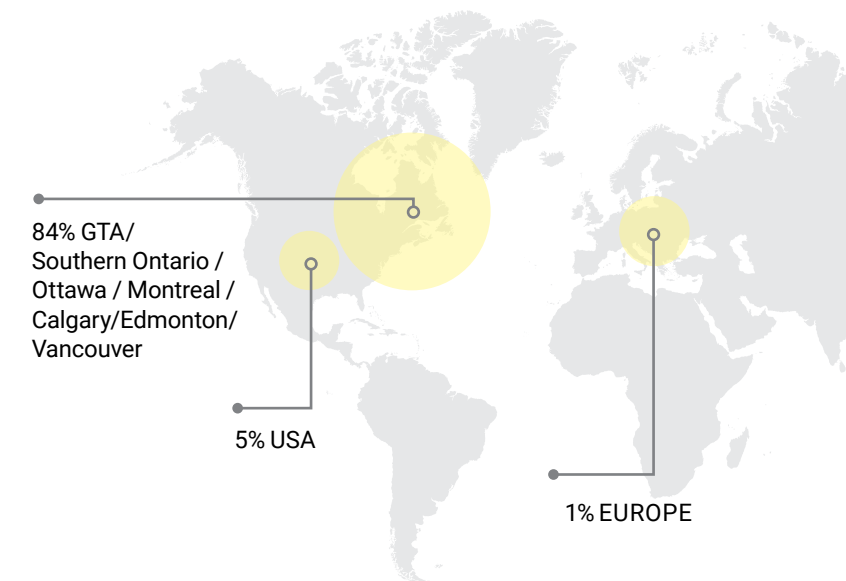 84% GTA/
Southern Ontario /
Ottawa / Montreal /
Calgary/Edmonton/
Vancouver
5% USA
1% EUROPE